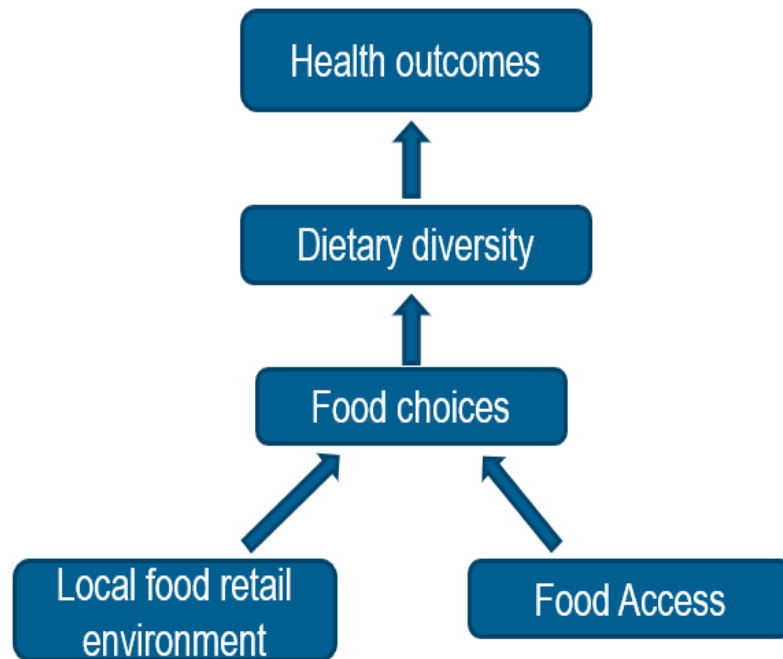 Health outcomes
Dietary diversity
Food choices
Local food retail
environment
Food Access